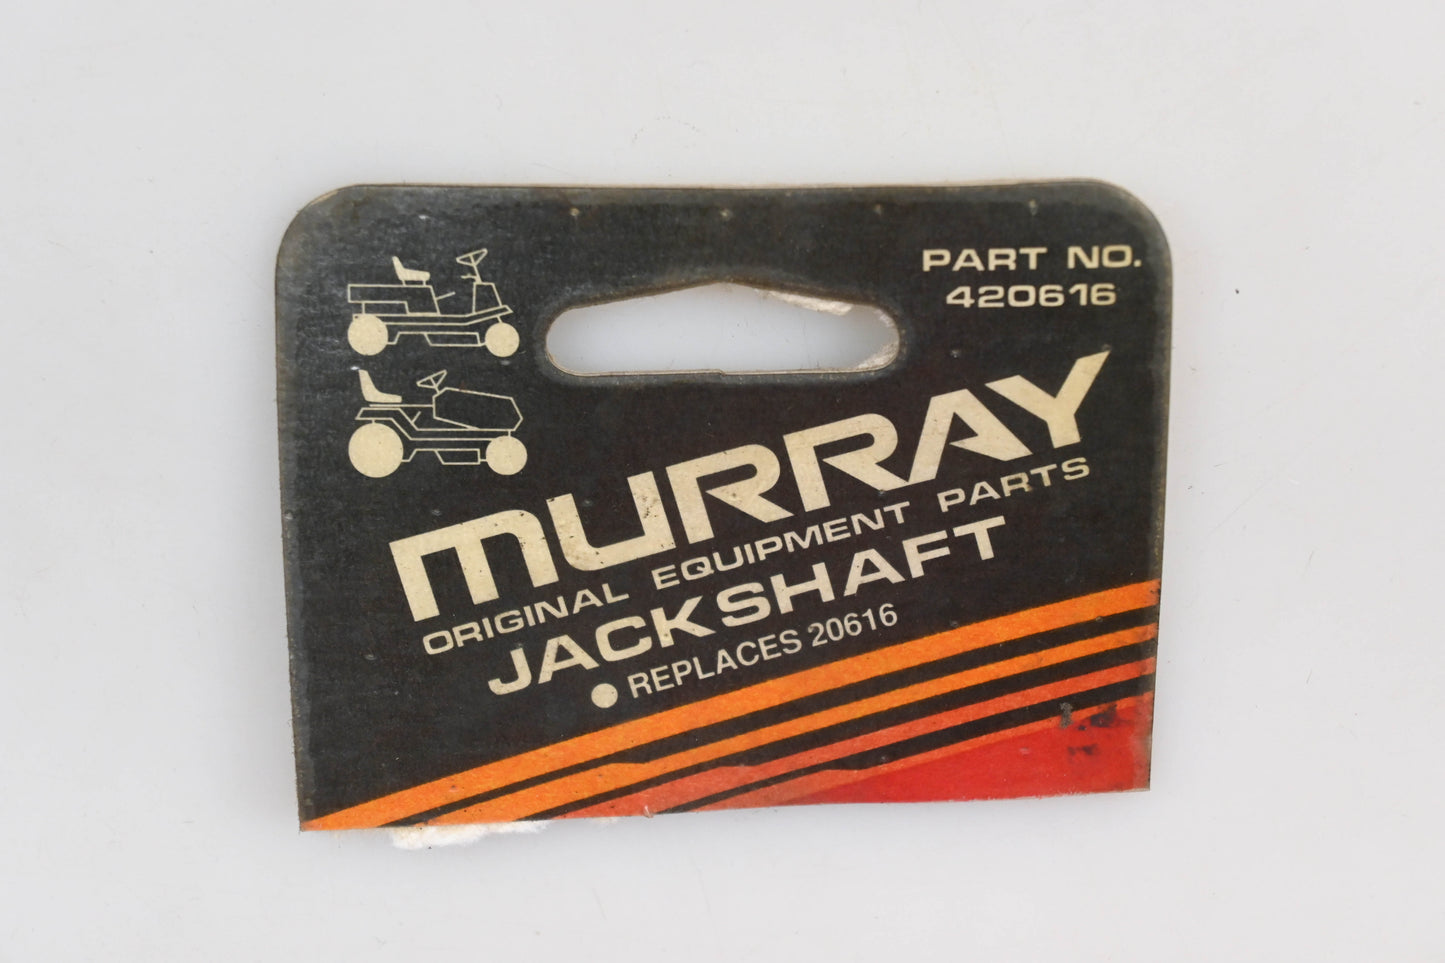 PART NO.
420616
MURRAY
ORIGINAL EQUIPMENT PARTS
JACKSHAFT
● REPLACES 20616